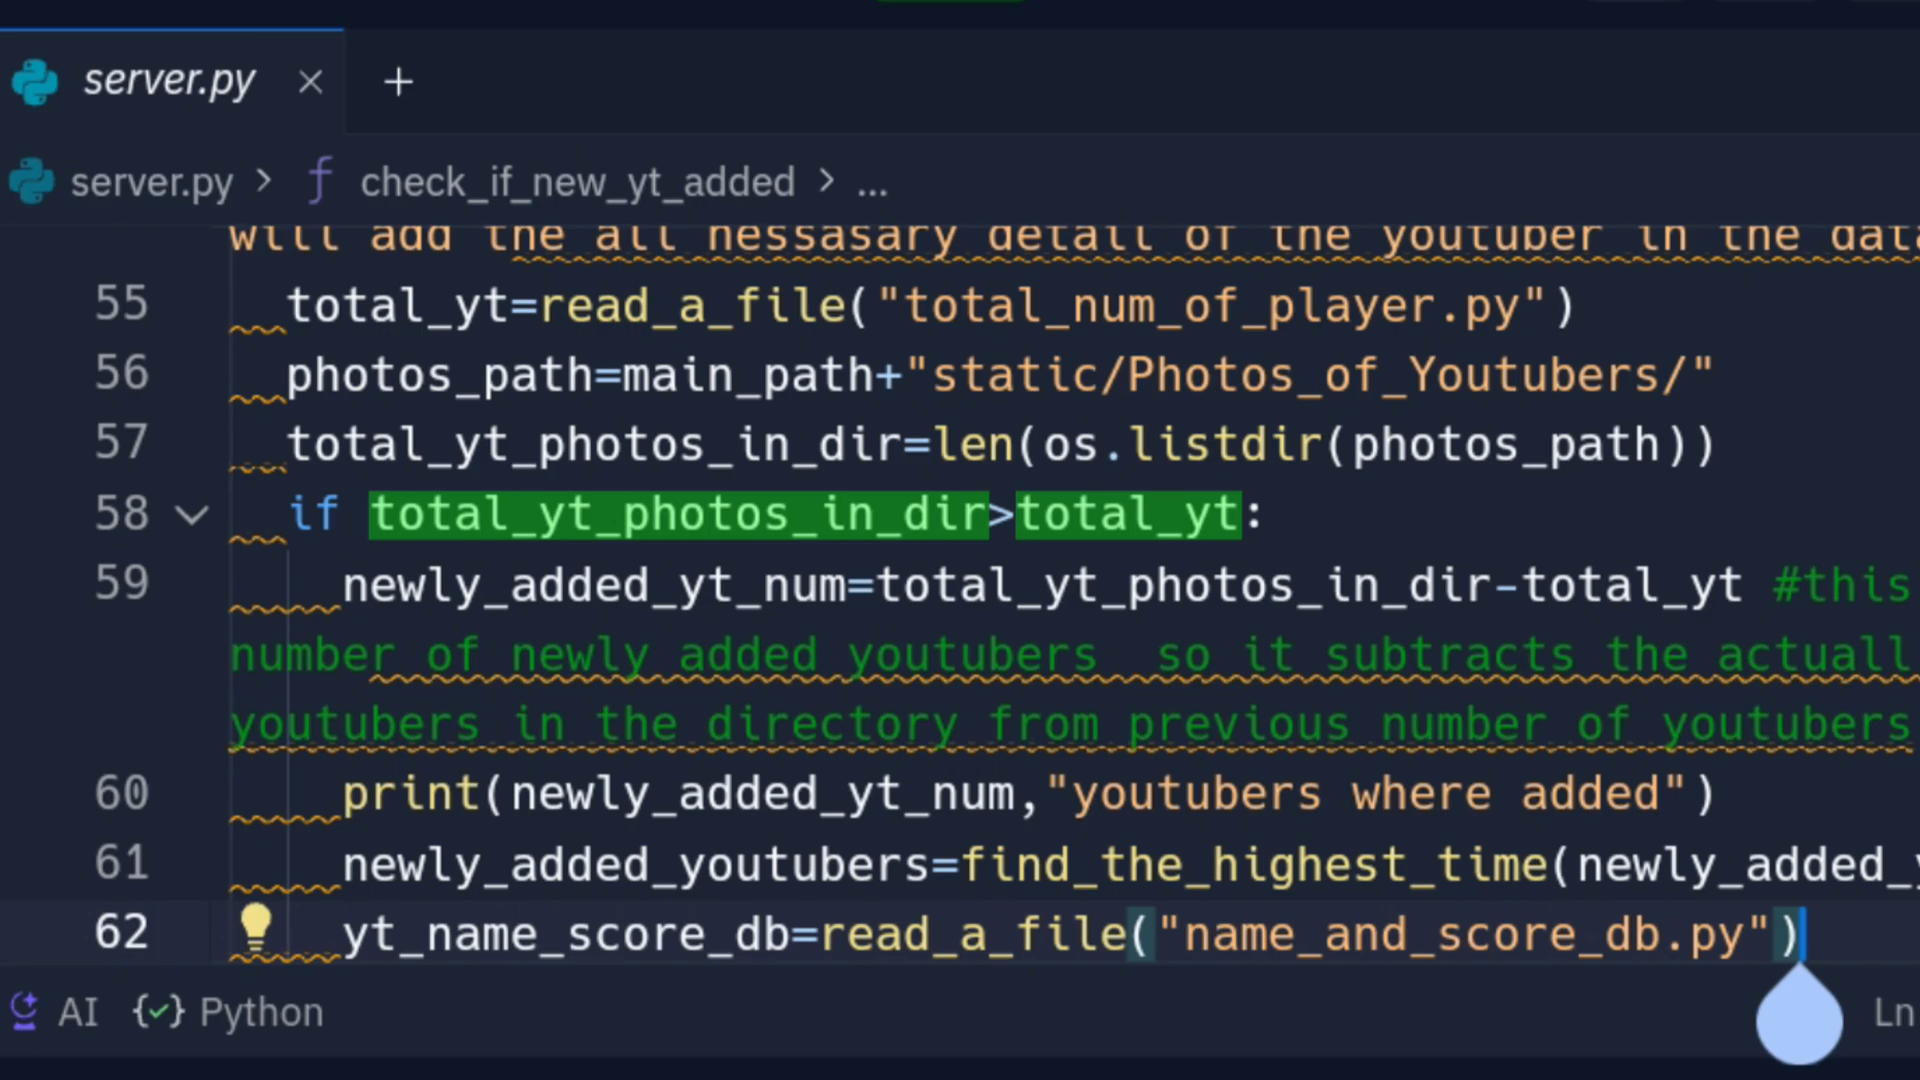 server.py
server.py > check_if_new_yt_added > ...
will add the all nessasary detail of the youtuber in the data
55 total_yt=read_a_file("total_num_of_player.py")
56 photos_path=main_path+"static/Photos_of_Youtubers/"
57 total_yt_photos_in_dir=len(os.listdir(photos_path))
58 if total_yt_photos_in_dir>total_yt:
59 newly_added_yt_num=total_yt_photos_in_dir-total_yt #this
number of newly added youtubers  so it subtracts the actuall
youtubers in the directory from previous number of youtubers
60 print(newly_added_yt_num,"youtubers where added")
61 newly_added_youtubers=find_the_highest_time(newly_added_y
62 yt_name_score_db=read_a_file("name_and_score_db.py")
AI {✓} Python Ln